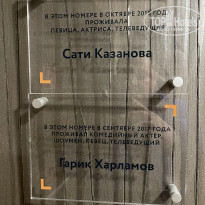 В ЭТОМ НОМЕРЕ В ОКТЯБРЕ 2017 ГОДА
ПРОЖИВАЛА
ПЕВИЦА, АКТРИСА, ТЕЛЕВЕДУЩАЯ
Сати Казанова
В ЭТОМ НОМЕРЕ В СЕНТЯБРЕ 2017 ГОДА
ПРОЖИВАЛ КОМЕДИЙНЫЙ АКТЕР,
ШОУМЕН, ПЕВЕЦ, ТЕЛЕВЕДУЩИЙ
Гарик Харламов